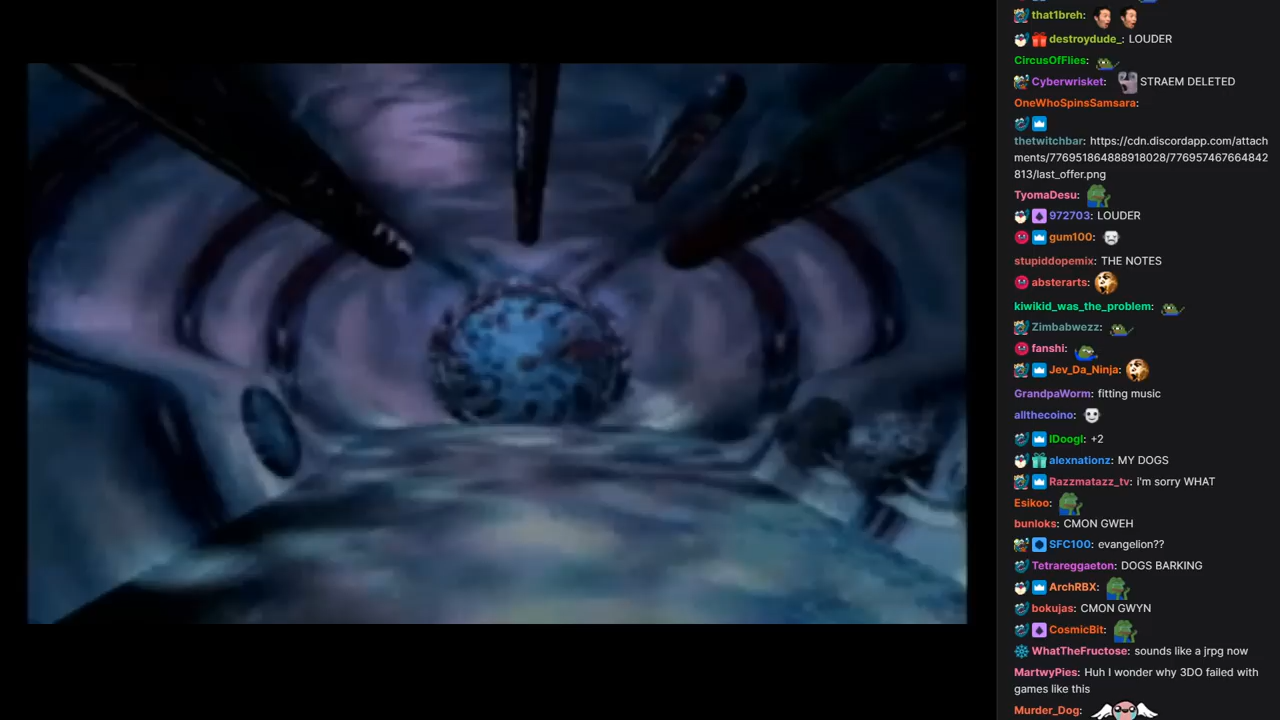 that1breh:
destroydude_: LOUDER
CircusOfFlies:
Cyberwrisket: STRAEM DELETED
OneWhoSpinsSamsara:
thetwitchbar: https://cdn.discordapp.com/attach
ments/776951864888918028/776957467664842
813/last_offer.png
TyomaDesu:
972703: LOUDER
gum100:
stupiddopemix: THE NOTES
absterarts:
kiwikid_was_the_problem:
Zimbabwezz:
fanshi:
Jev_Da_Ninja:
GrandpaWorm: fitting music
allthecoino:
IDoogl: +2
alexnationz: MY DOGS
Razzmatazz_tv: i'm sorry WHAT
Esikoo:
bunloks: CMON GWEH
SFC100: evangelion??
Tetrareggaeton: DOGS BARKING
ArchRBX:
bokujas: CMON GWYN
CosmicBit:
WhatTheFructose: sounds like a jrpg now
MartwyPies: Huh I wonder why 3DO failed with
games like this
Murder_Dog: